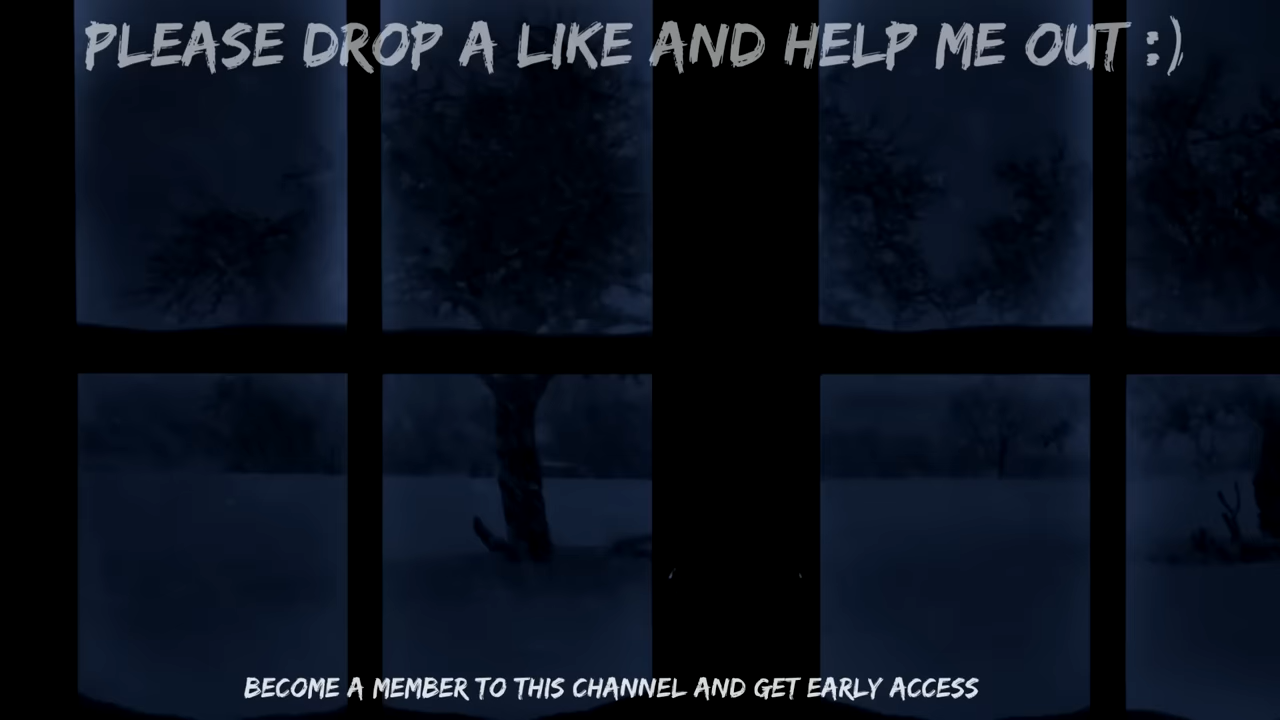 PLEASE DROP A LIKE AND HELP ME OUT :)
BECOME A MEMBER TO THIS CHANNEL AND GET EARLY ACCESS